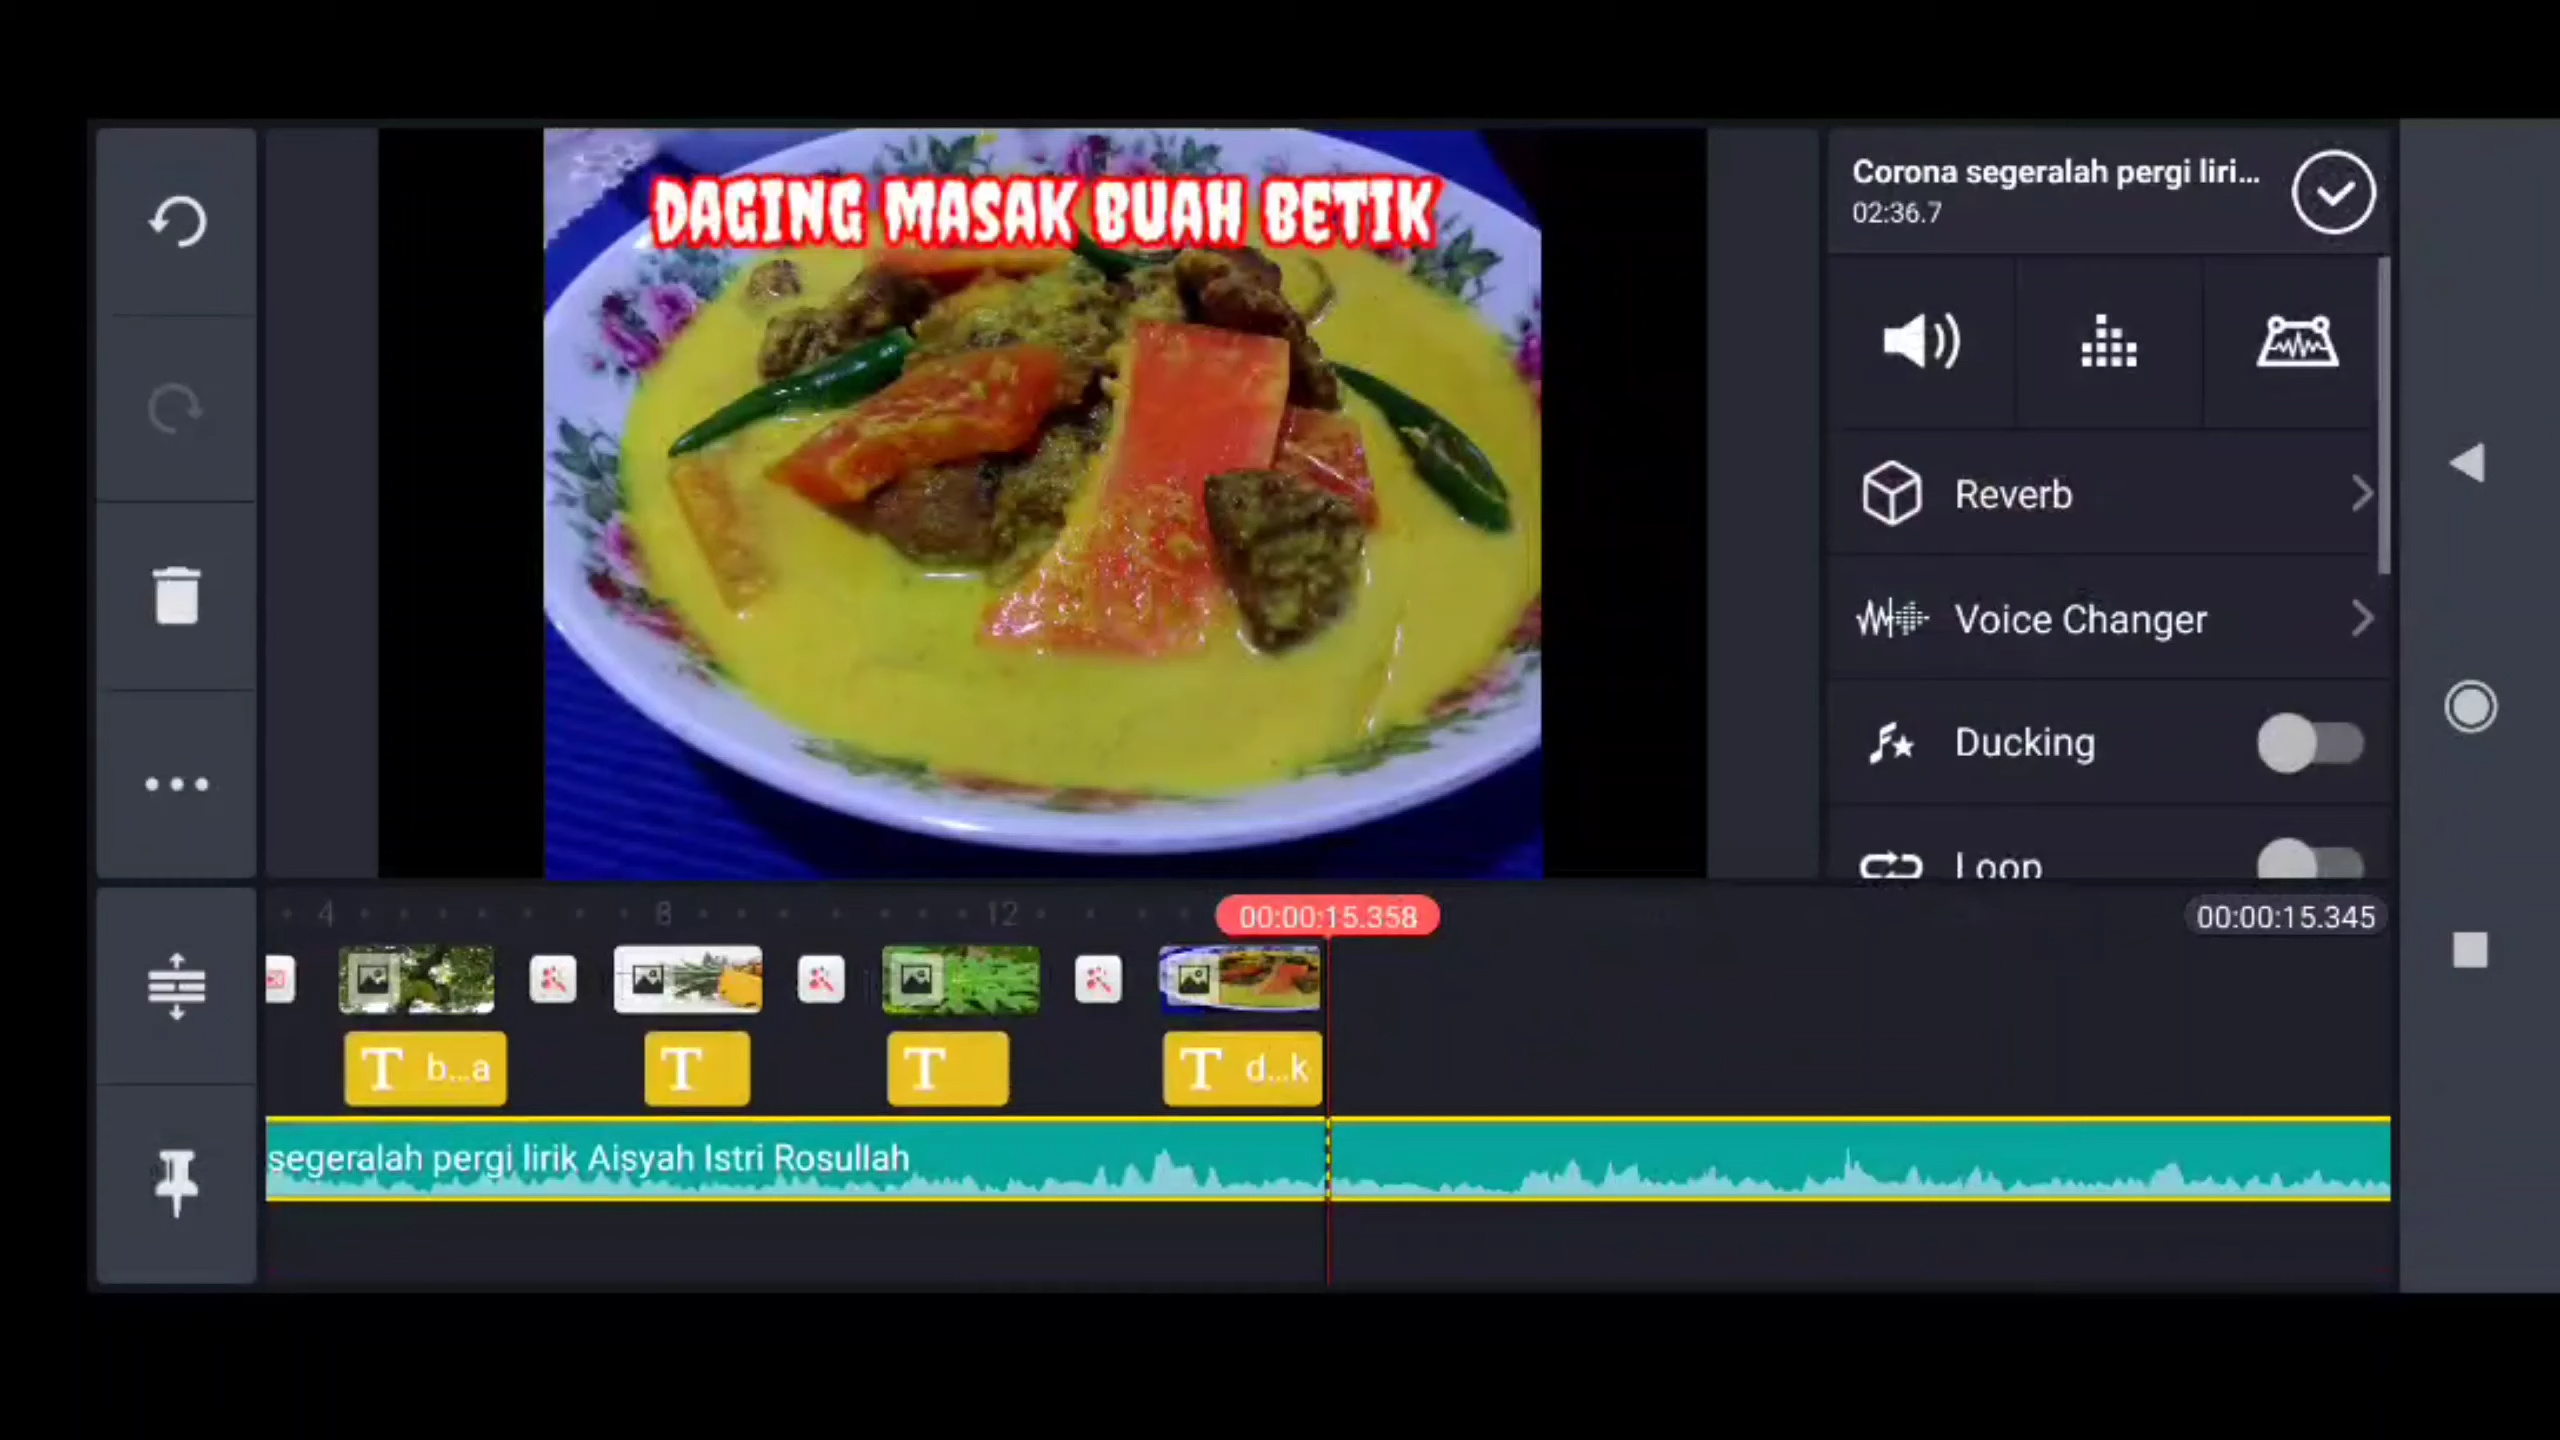 DAGING MASAK BUAH BETIK
Corona segeralah pergi liri...
02:36.7
Reverb
Voice Changer
Ducking
Loop
4
8
12
00:00:15.358
00:00:15.345
T b...a
T
T
T d...k
segeralah pergi lirik Aisyah Istri Rosullah